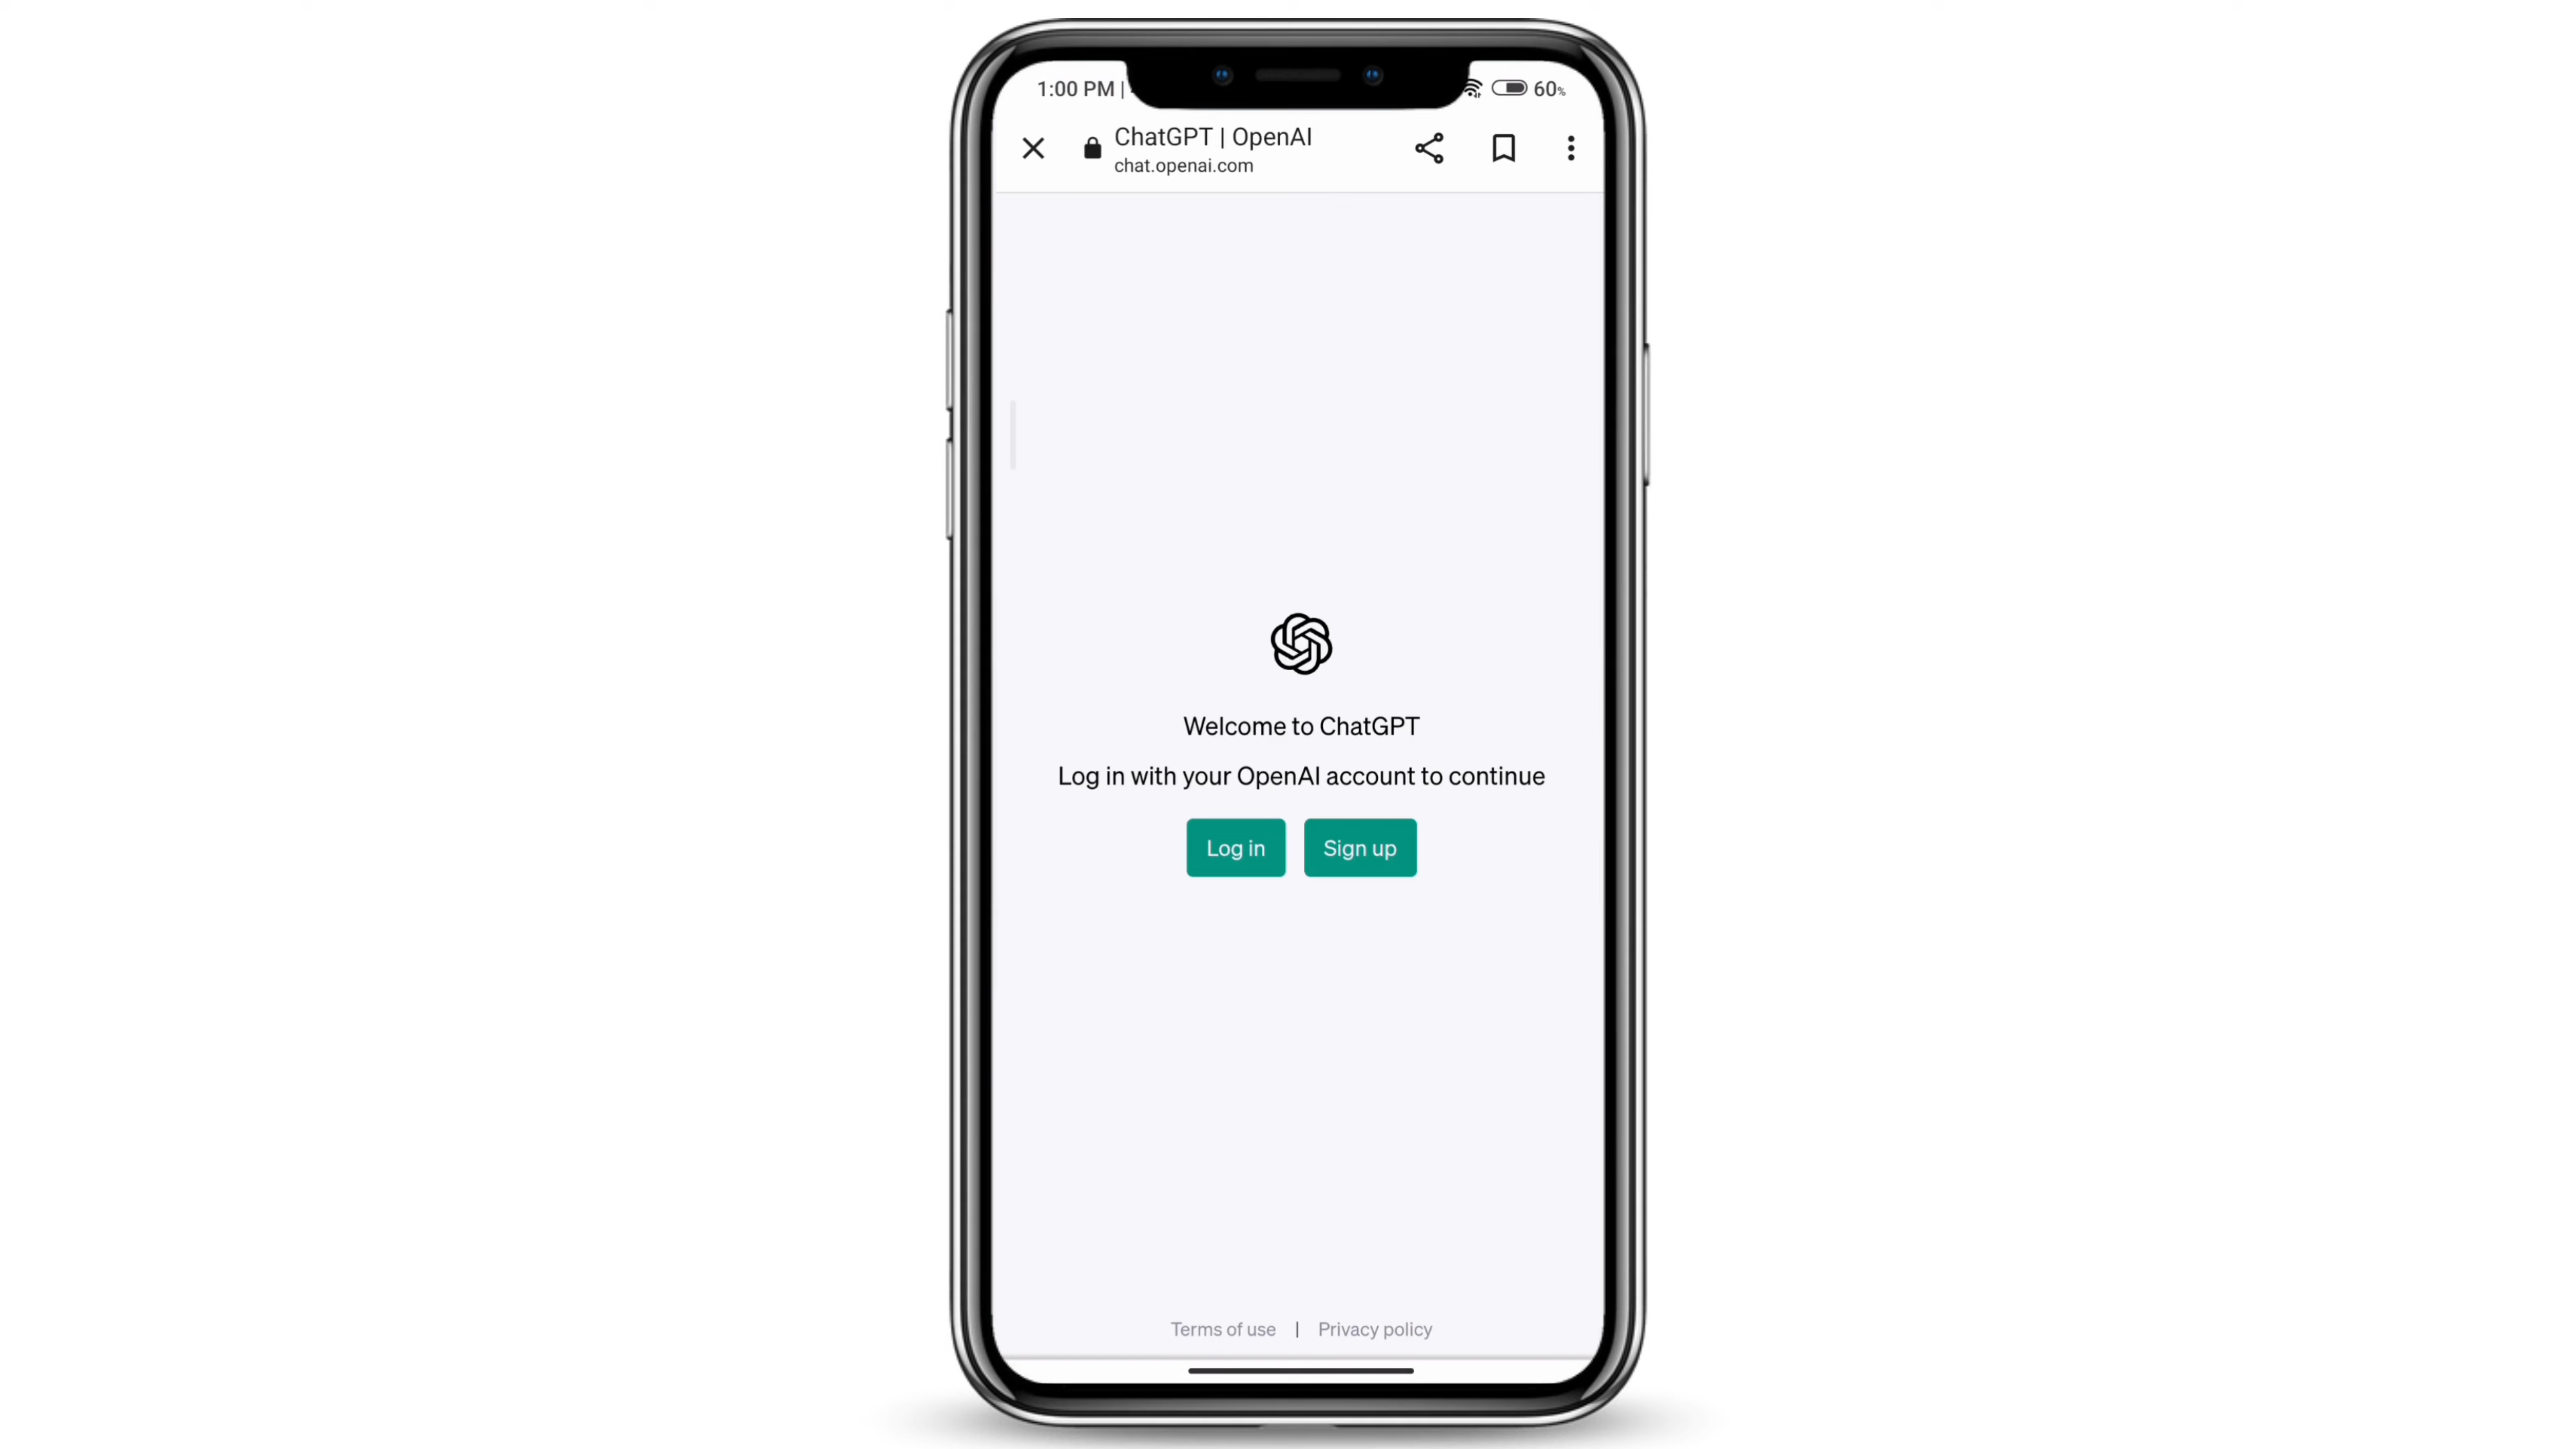 1:00 PM | 60%
ChatGPT | OpenAI
chat.openai.com
Welcome to ChatGPT
Log in with your OpenAI account to continue
Log in Sign up
Terms of use | Privacy policy